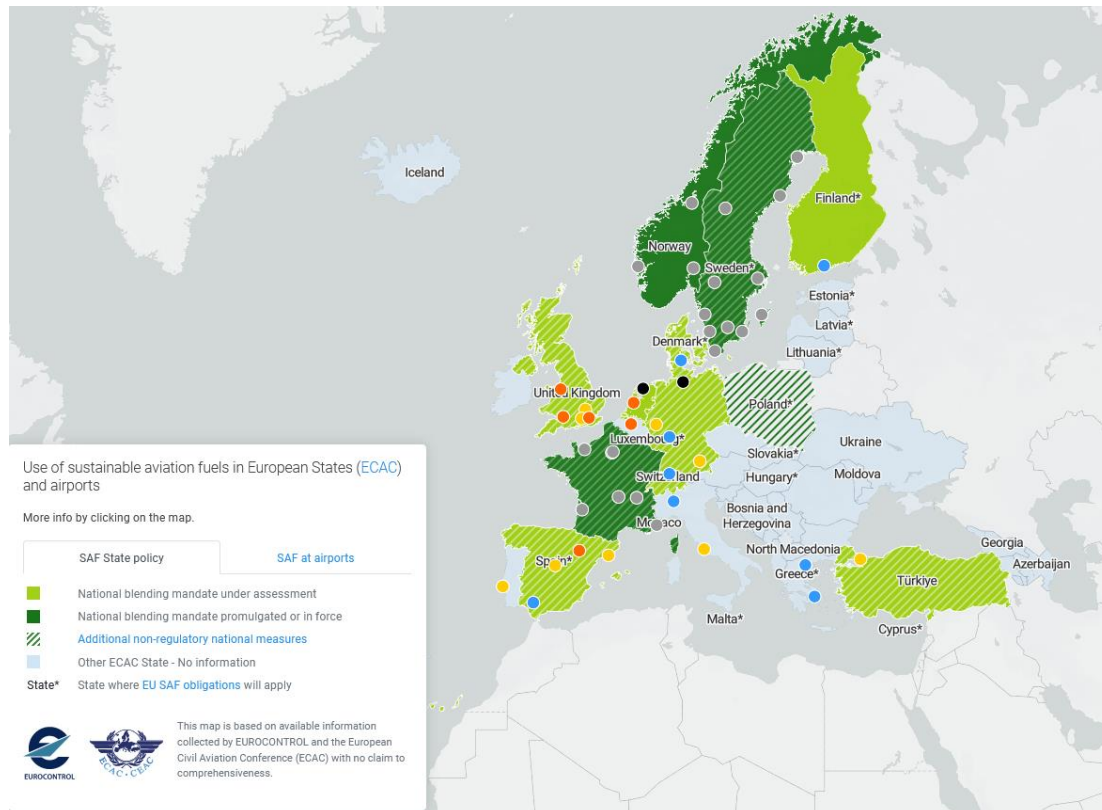 Iceland
Finland*
Norway
Sweden*
Estonia*
Latvia*
Denmark*
Lithuania*
United Kingdom
Poland*
Luxembourg*
Ukraine
Slovakia*
Switzerland
Hungary*
Moldova
Bosnia and
Herzegovina
Monaco
Georgia
North Macedonia
Azerbaijan
Spain*
Greece*
Türkiye
Malta*
Cyprus*
Use of sustainable aviation fuels in European States (ECAC)
and airports
More info by clicking on the map.
SAF State policy
SAF at airports
National blending mandate under assessment
National blending mandate promulgated or in force
Additional non-regulatory national measures
Other ECAC State - No information
State* State where EU SAF obligations will apply
EUROCONTROL
ECAC • CEAC
This map is based on available information
collected by EUROCONTROL and the European
Civil Aviation Conference (ECAC) with no claim to
comprehensiveness.